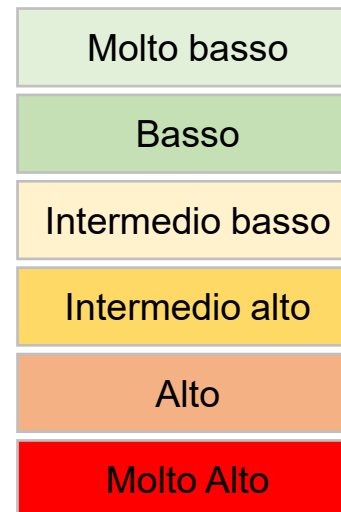 Molto basso
Basso
Intermedio basso
Intermedio alto
Alto
Molto Alto